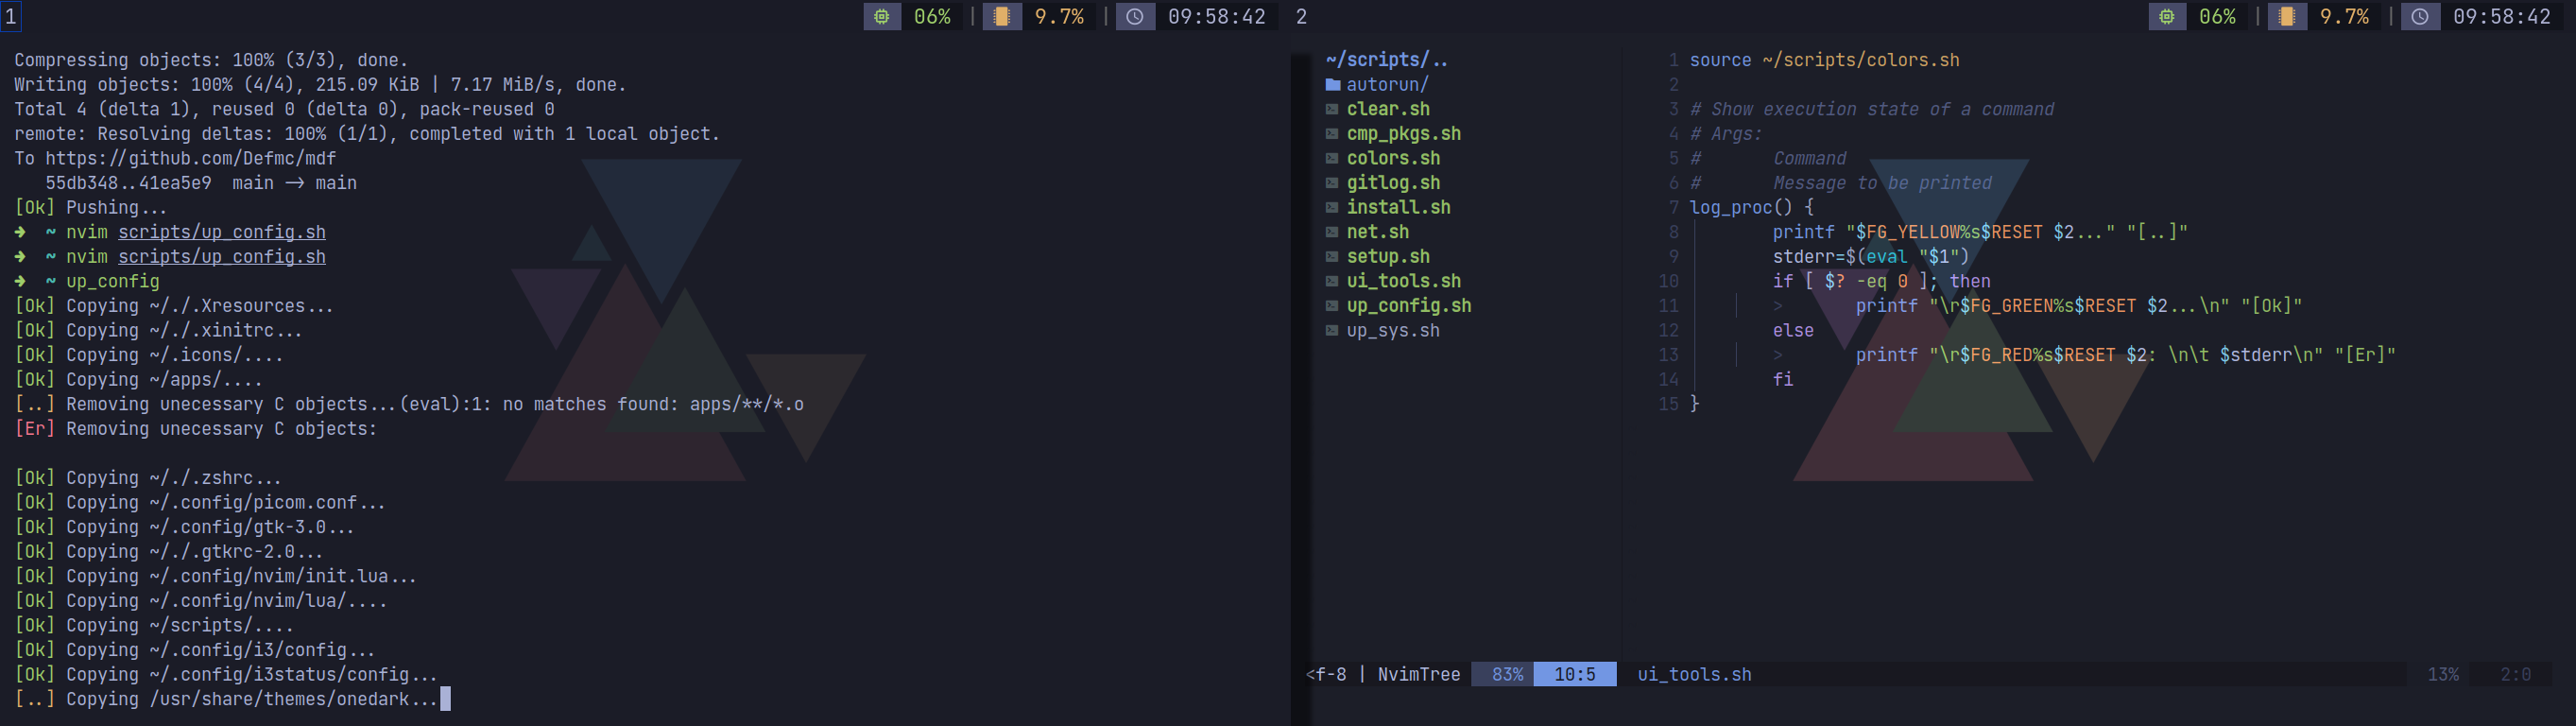 1 06% | 9.7% | 09:58:42
Compressing objects: 100% (3/3), done.
Writing objects: 100% (4/4), 215.09 KiB | 7.17 MiB/s, done.
Total 4 (delta 1), reused 0 (delta 0), pack-reused 0
remote: Resolving deltas: 100% (1/1), completed with 1 local object.
To https://github.com/Defmc/mdf
   55db348..41ea5e9  main -> main
[Ok] Pushing...
➜  ~ nvim scripts/up_config.sh
➜  ~ nvim scripts/up_config.sh
➜  ~ up_config
[Ok] Copying ~/./.Xresources...
[Ok] Copying ~/./.xinitrc...
[Ok] Copying ~/.icons/....
[Ok] Copying ~/apps/....
[..] Removing unecessary C objects...(eval):1: no matches found: apps/**/*.o
[Er] Removing unecessary C objects:
[Ok] Copying ~/./.zshrc...
[Ok] Copying ~/.config/picom.conf...
[Ok] Copying ~/.config/gtk-3.0...
[Ok] Copying ~/./.gtkrc-2.0...
[Ok] Copying ~/.config/nvim/init.lua...
[Ok] Copying ~/.config/nvim/lua/....
[Ok] Copying ~/scripts/....
[Ok] Copying ~/.config/i3/config...
[Ok] Copying ~/.config/i3status/config...
[..] Copying /usr/share/themes/onedark...
2 06% | 9.7% | 09:58:42
~/scripts/..
autorun/
clear.sh
cmp_pkgs.sh
colors.sh
gitlog.sh
install.sh
net.sh
setup.sh
ui_tools.sh
up_config.sh
up_sys.sh
1 source ~/scripts/colors.sh
2
3 # Show execution state of a command
4 # Args:
5 #       Command
6 #       Message to be printed
7 log_proc() {
8         printf "$FG_YELLOW%s$RESET $2..." "[..]"
9         stderr=$(eval "$1")
10         if [ $? -eq 0 ]; then
11         >       printf "\r$FG_GREEN%s$RESET $2...\n" "[Ok]"
12         else
13         >       printf "\r$FG_RED%s$RESET $2: \n\t $stderr\n" "[Er]"
14         fi
15 }
<f-8 | NvimTree 83% 10:5 ui_tools.sh 13% 2:0